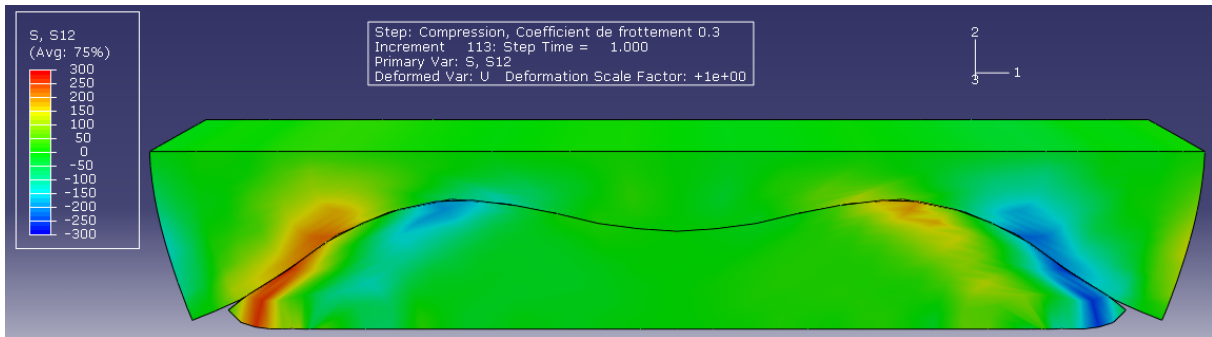 S, S12
(Avg: 75%)
300
250
200
150
100
50
0
-50
-100
-150
-200
-250
-300
Step: Compression, Coefficient de frottement 0.3
Increment 113: Step Time = 1.000
Primary Var: S, S12
Deformed Var: U Deformation Scale Factor: +1e+00
2
1
3